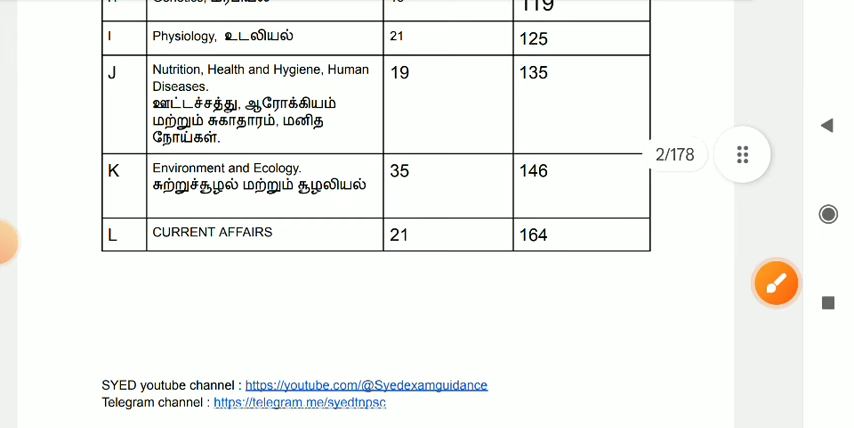 119
I Physiology, உடலியல் 21 125
J Nutrition, Health and Hygiene, Human 19 135
Diseases.
ஊட்டச்சத்து, ஆரோக்கியம்
மற்றும் சுகாதாரம், மனித
நோய்கள்.
K Environment and Ecology. 35 146
சுற்றுச்சூழல் மற்றும் சூழலியல்
L CURRENT AFFAIRS 21 164
2/178
SYED youtube channel : https://youtube.com/@Syedexamguidance
Telegram channel : https://telegram.me/syedtnpsc